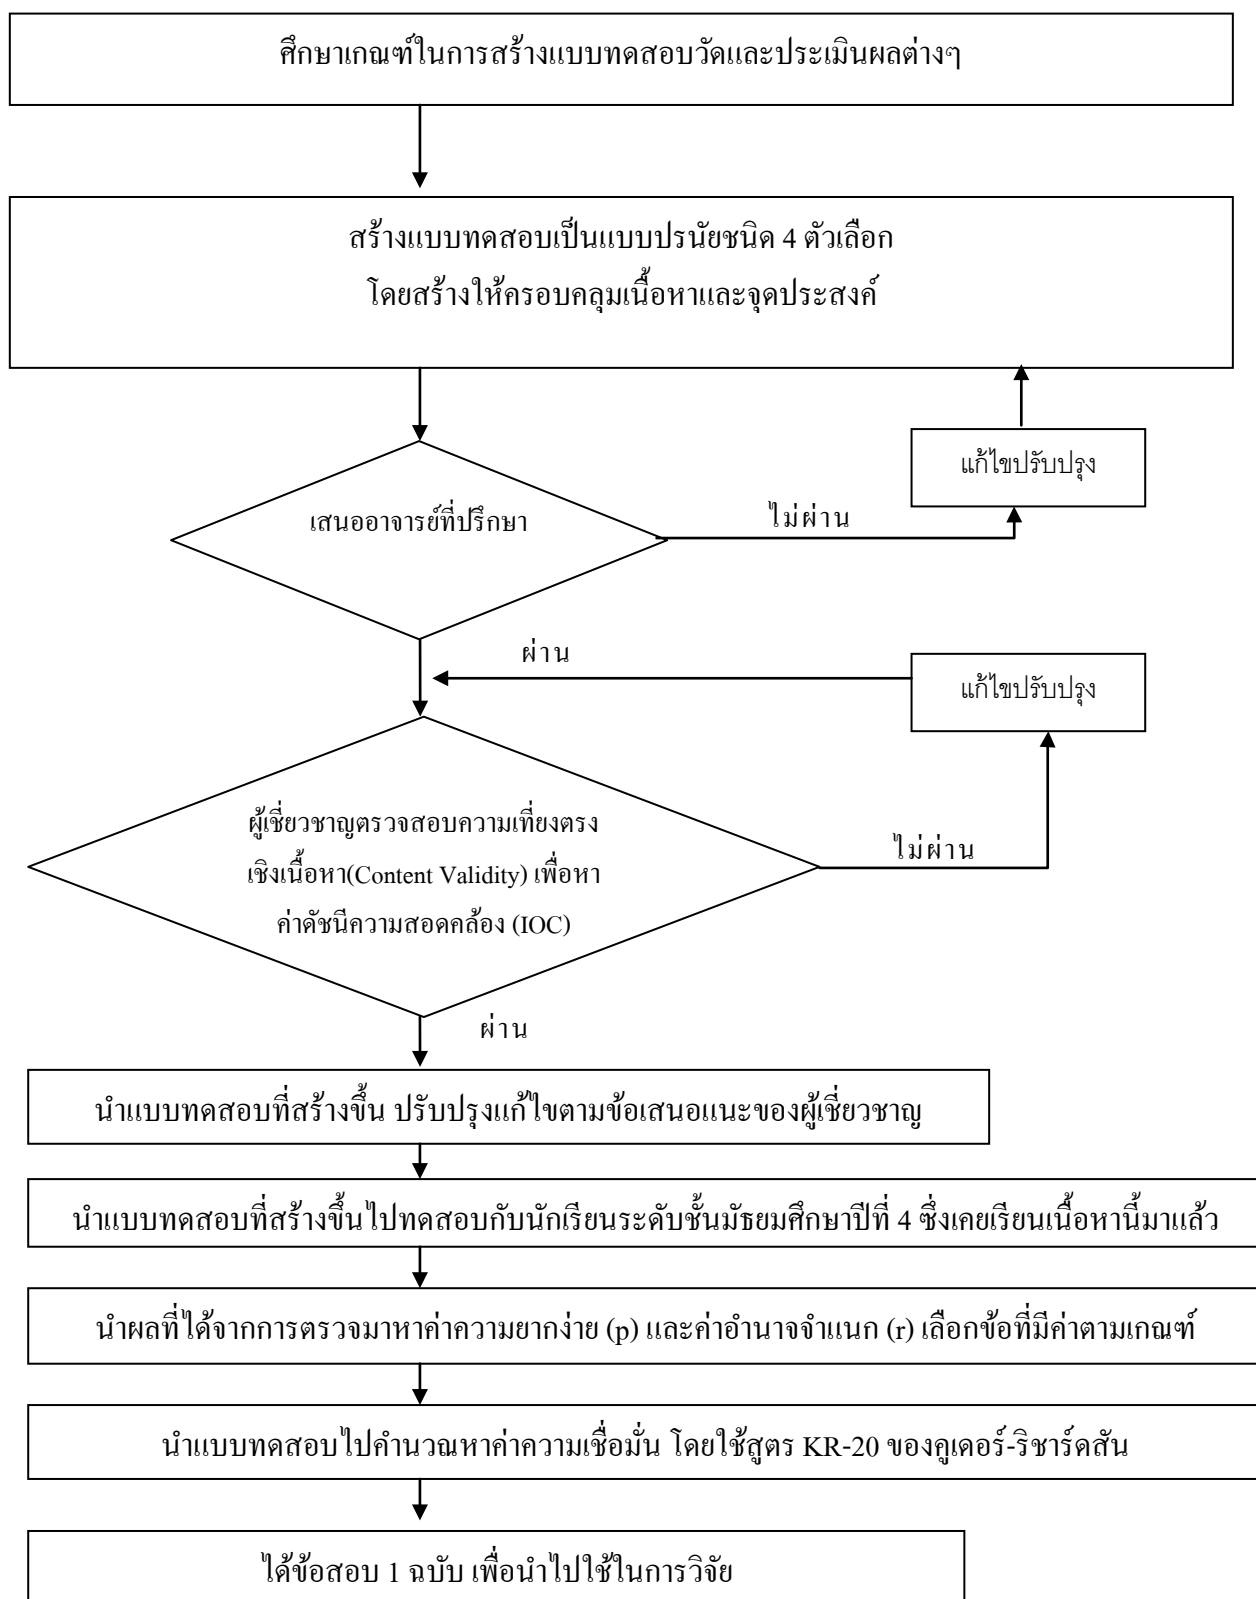 ศึกษาเกณฑ์ในการสร้างแบบทดสอบวัดและประเมินผลต่างๆ
สร้างแบบทดสอบเป็นแบบปรนัยชนิด 4 ตัวเลือก
โดยสร้างให้ครอบคลุมเนื้อหาและจุดประสงค์
แก้ไขปรับปรุง
เสนออาจารย์ที่ปรึกษา
ไม่ผ่าน
ผ่าน
แก้ไขปรับปรุง
ผู้เชี่ยวชาญตรวจสอบความเที่ยงตรง
เชิงเนื้อหา(Content Validity) เพื่อหา
ค่าดัชนีความสอดคล้อง (IOC)
ไม่ผ่าน
ผ่าน
นำแบบทดสอบที่สร้างขึ้น ปรับปรุงแก้ไขตามข้อเสนอแนะของผู้เชี่ยวชาญ
นำแบบทดสอบที่สร้างขึ้นไปทดสอบกับนักเรียนระดับชั้นมัธยมศึกษาปีที่ 4 ซึ่งเคยเรียนเนื้อหานี้มาแล้ว
นำผลที่ได้จากการตรวจมาหาค่าความยากง่าย (p) และค่าอำนาจจำแนก (r) เลือกข้อที่มีค่าตามเกณฑ์
นำแบบทดสอบไปคำนวณหาค่าความเชื่อมั่น โดยใช้สูตร KR-20 ของคูเดอร์-ริชาร์ดสัน
ได้ข้อสอบ 1 ฉบับ เพื่อนำไปใช้ในการวิจัย